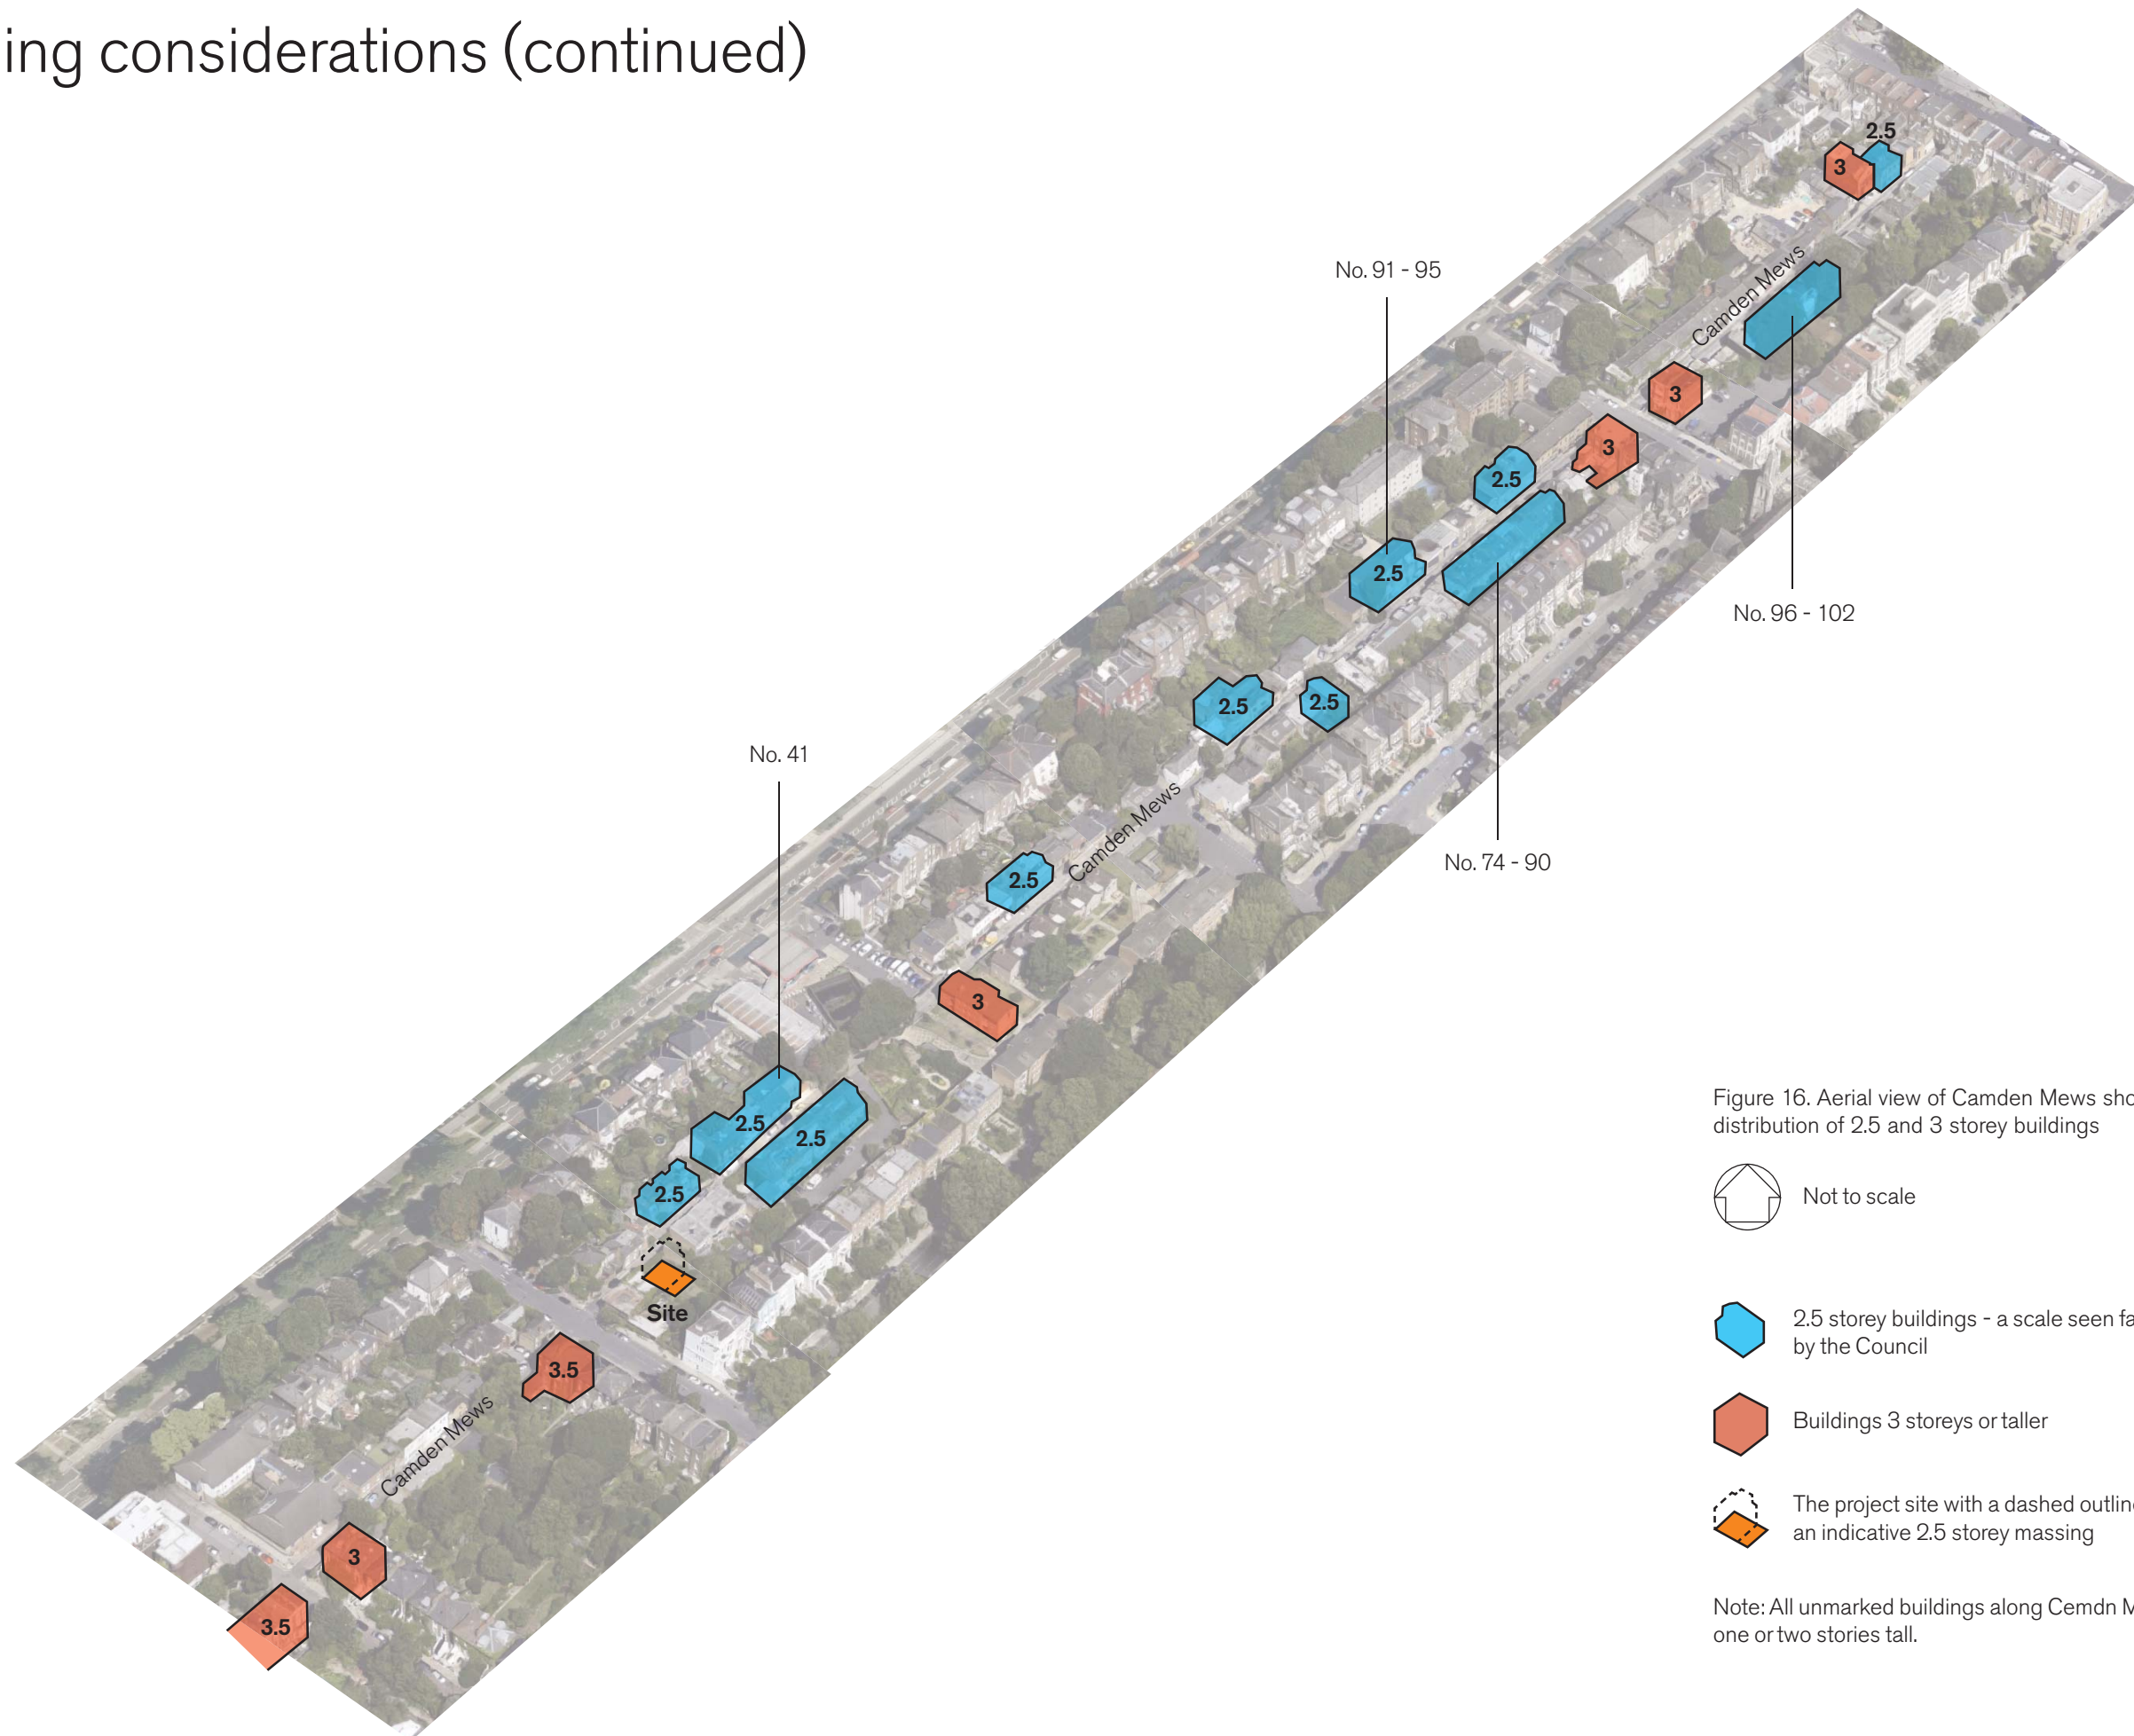 ing considerations (continued)
2.5
3
No. 91 - 95
Camden Mews
3
3
2.5
2.5
No. 96 - 102
2.5
2.5
No. 41
Camden Mews
No. 74 - 90
2.5
3
2.5
2.5
2.5
Site
3.5
Camden Mews
3
3.5
Figure 16. Aerial view of Camden Mews sho
distribution of 2.5 and 3 storey buildings
Not to scale
2.5 storey buildings - a scale seen fa
by the Council
Buildings 3 storeys or taller
The project site with a dashed outline
an indicative 2.5 storey massing
Note: All unmarked buildings along Cemdn M
one or two stories tall.